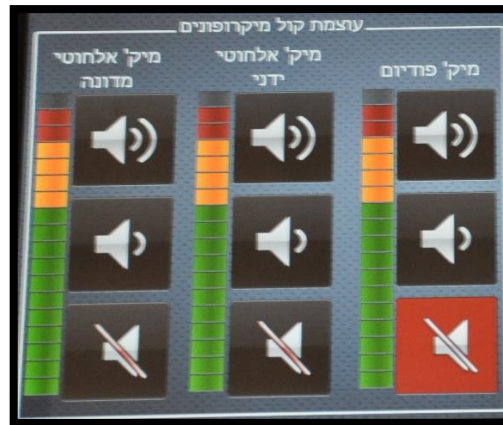 עוצמת קול מיקרופונים
מיק' פודיום
מיק' אלחוטי
ידני
מיק' אלחוטי
מדונה